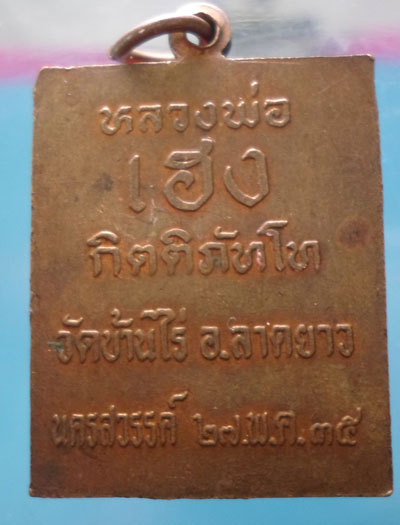 หลวงพ่อ
เฮง
กิตติภัทโท
วัดบ้านไร่ อ.ลาดยาว
นครสวรรค์ ๒๗.พ.ค.๓๕